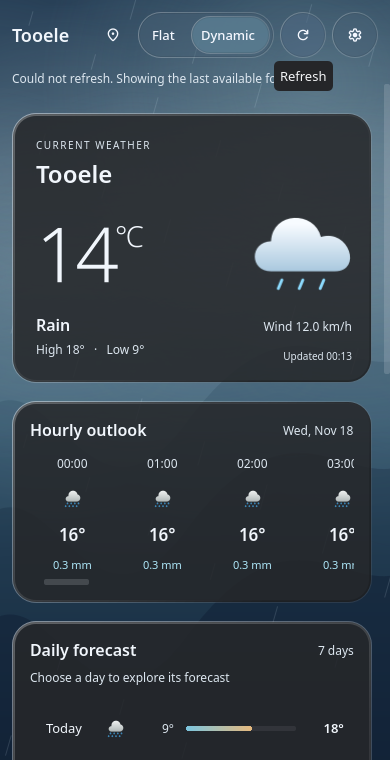 Tooele Flat Dynamic
Could not refresh. Showing the last available
Refresh
CURRENT WEATHER
Tooele
14°C
Rain
Wind 12.0 km/h
High 18° · Low 9°
Updated 00:13
Hourly outlook Wed, Nov 18
00:00 01:00 02:00 03:00
16° 16° 16° 16°
0.3 mm 0.3 mm 0.3 mm 0.3
Daily forecast 7 days
Choose a day to explore its forecast
Today 9° 18°